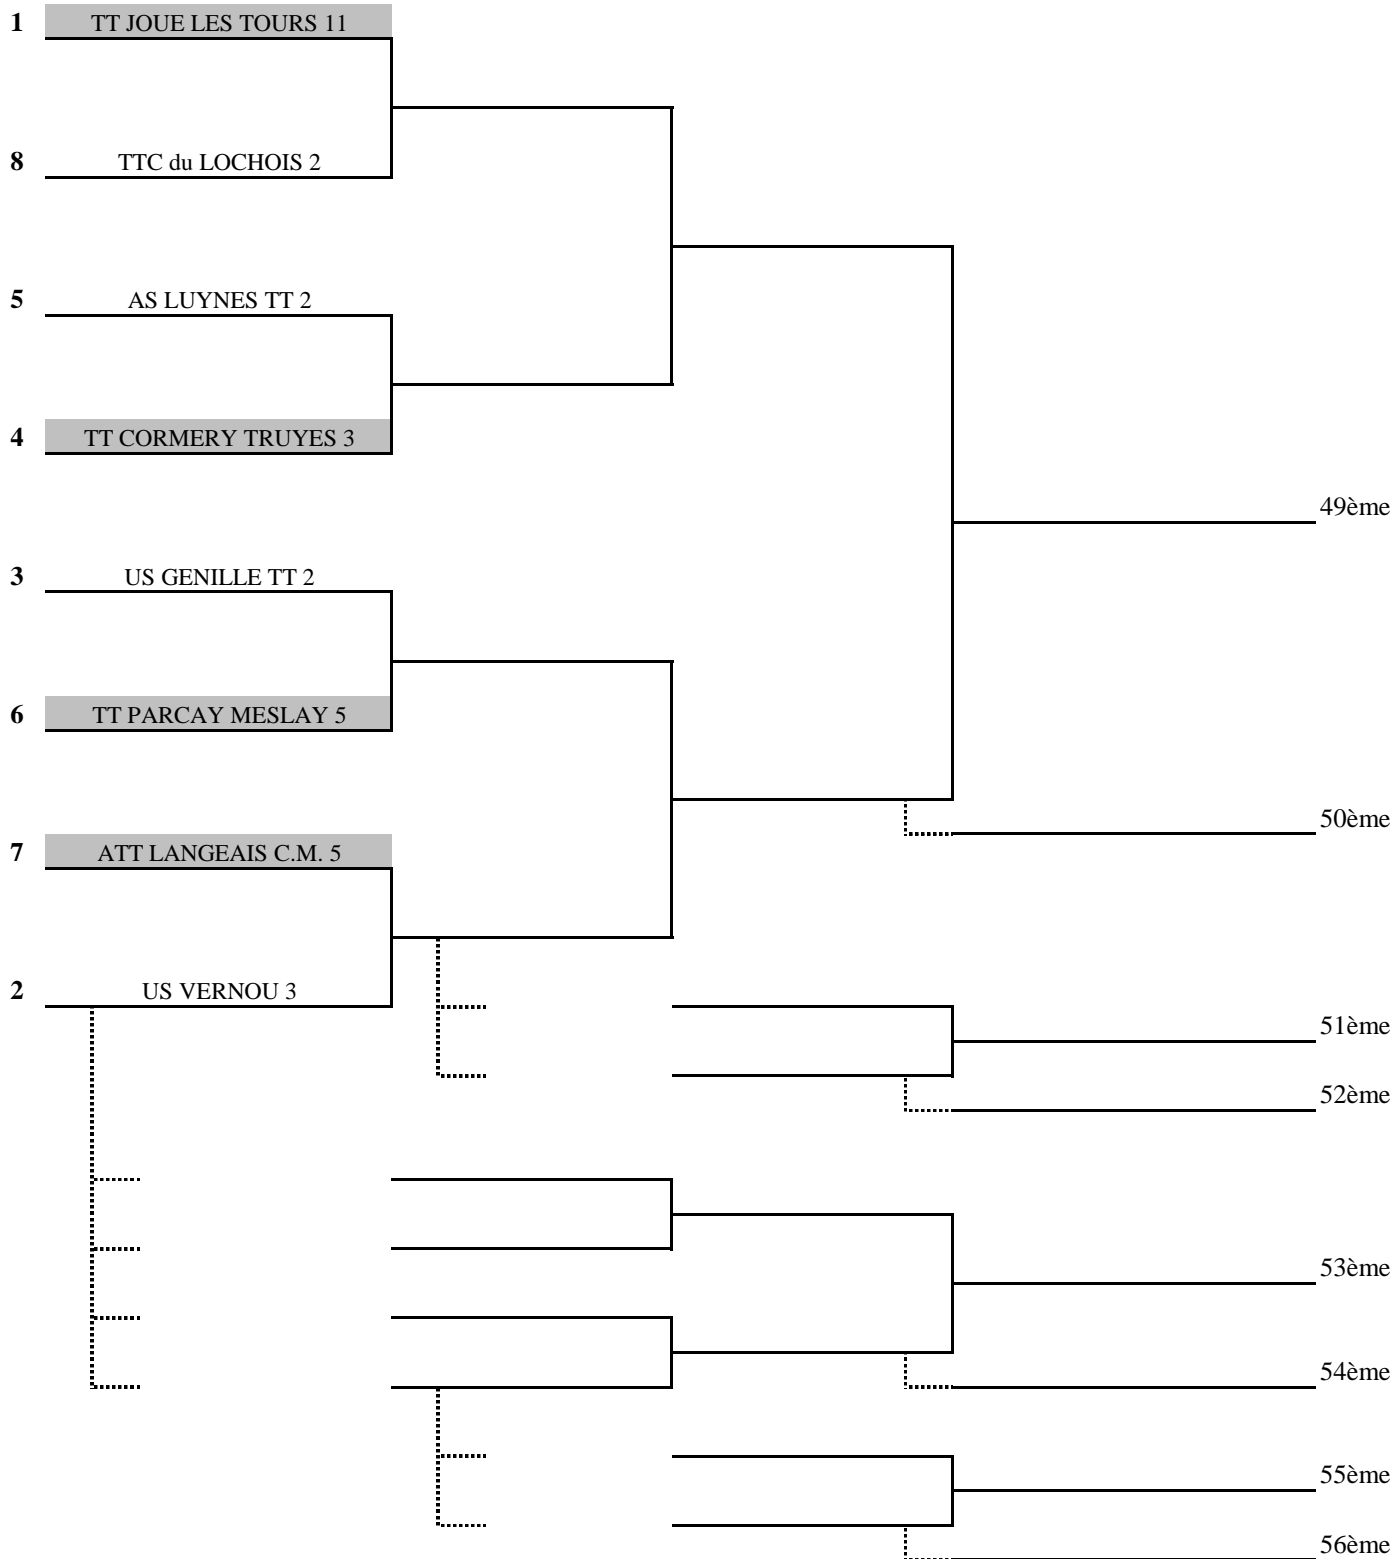 1 TT JOUE LES TOURS 11
8 TTC du LOCHOIS 2
5 AS LUYNES TT 2
4 TT CORMERY TRUYES 3
49ème
3 US GENILLE TT 2
6 TT PARCAY MESLAY 5
50ème
7 ATT LANGEAIS C.M. 5
2 US VERNOU 3
51ème
52ème
53ème
54ème
55ème
56ème